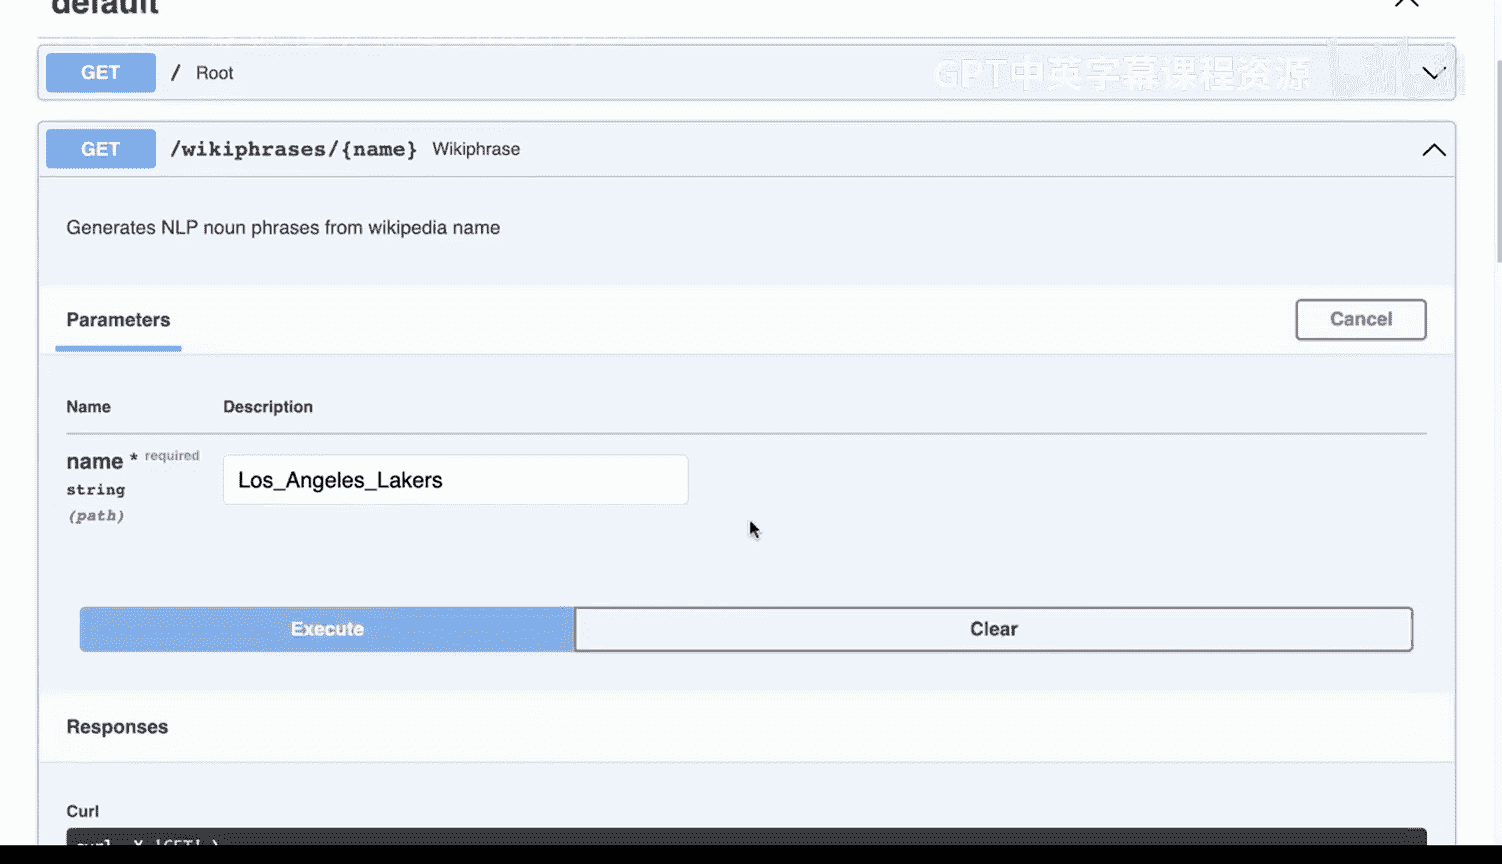 default
GET / Root
GPT中英字幕课程资源
GET /wikiphrases/{name} Wikiphrase
Generates NLP noun phrases from wikipedia name
Parameters
Cancel
Name Description
name * required
string
(path)
Los_Angeles_Lakers
Execute Clear
Responses
Curl
curl -X 'GET' \